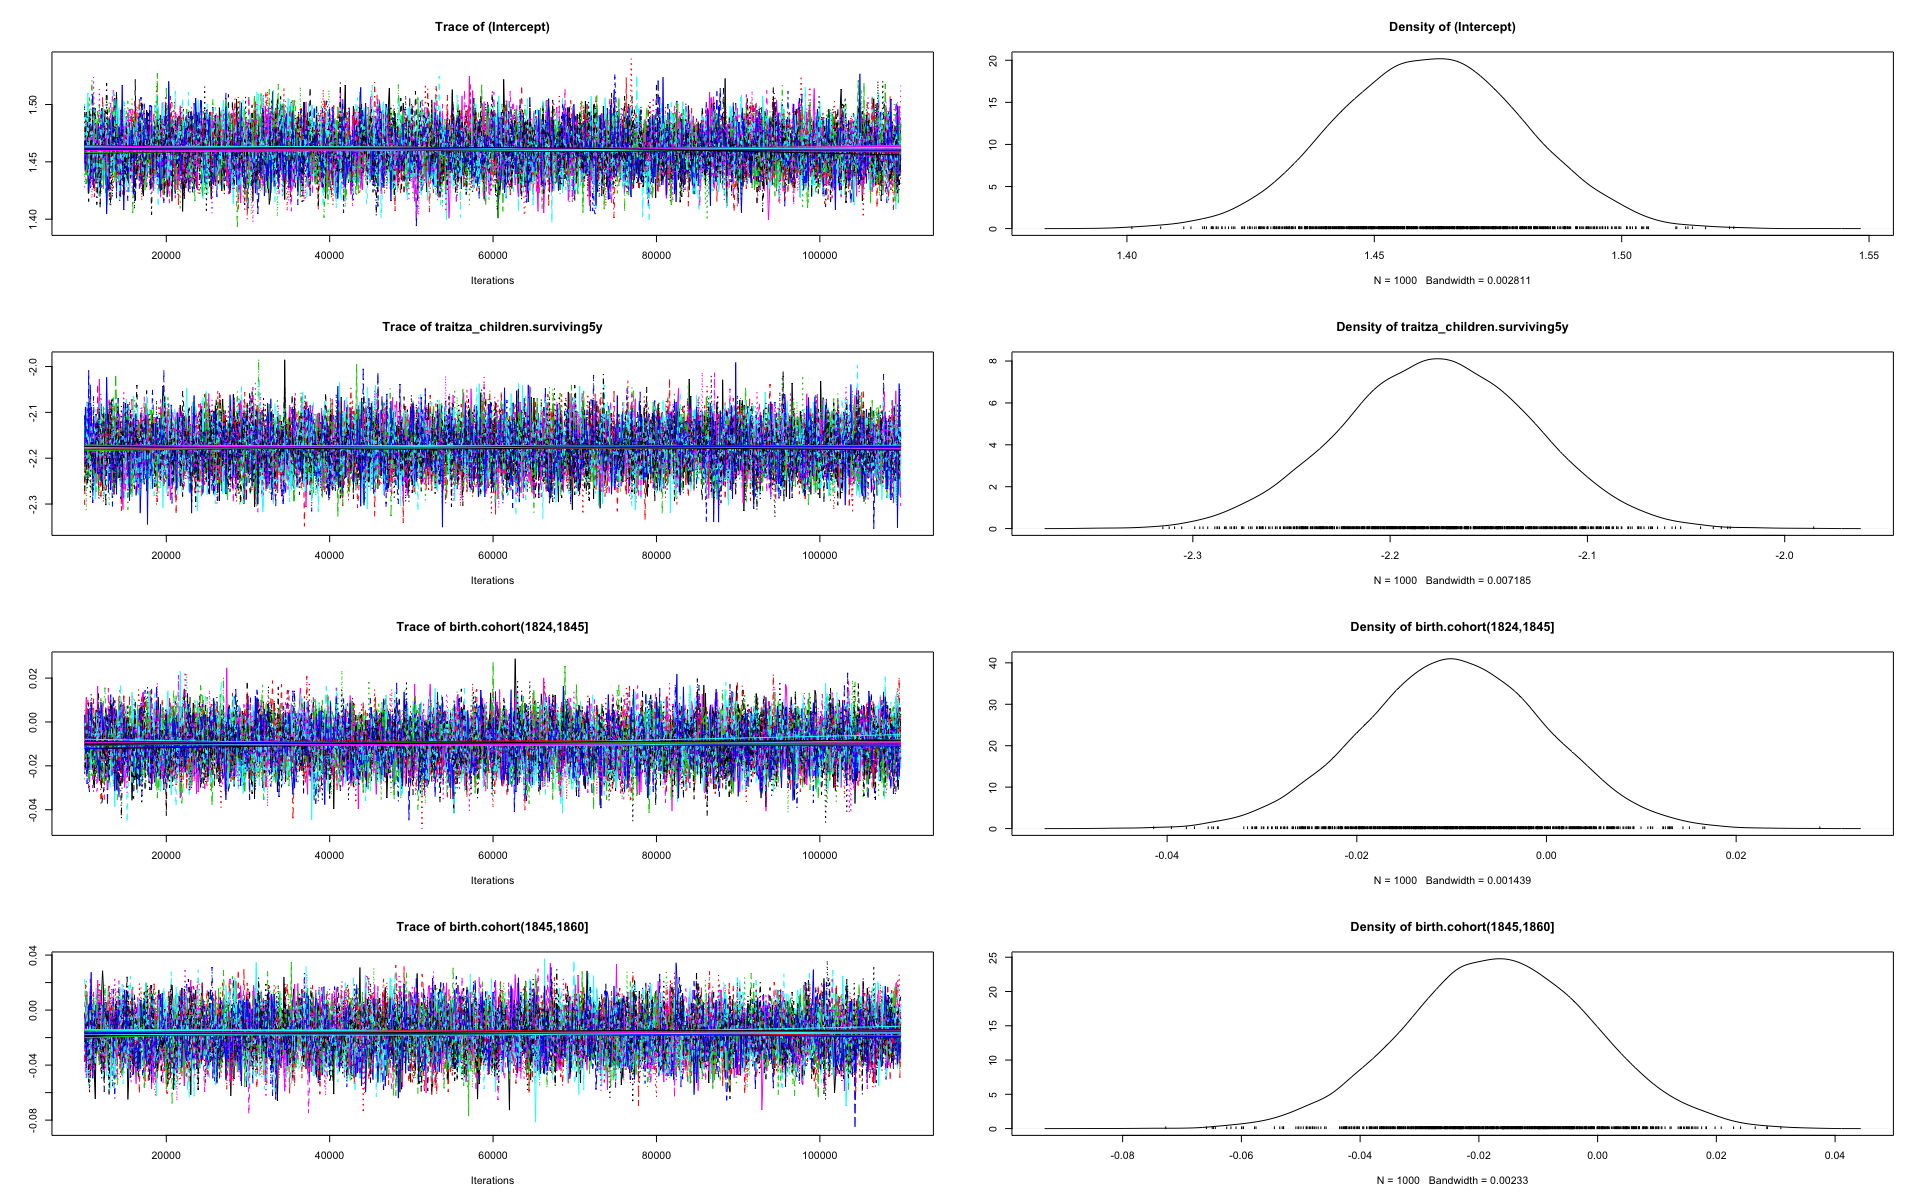 Trace of (Intercept)
1.40 1.45 1.50
20000 40000 60000 80000 100000
Iterations
Density of (Intercept)
0 5 10 15 20
1.40 1.45 1.50 1.55
N = 1000 Bandwidth = 0.002811
Trace of traitza_children.surviving5y
-2.3 -2.2 -2.1 -2.0
20000 40000 60000 80000 100000
Iterations
Density of traitza_children.surviving5y
0 2 4 6 8
-2.3 -2.2 -2.1 -2.0
N = 1000 Bandwidth = 0.007185
Trace of birth.cohort(1824,1845]
-0.04 -0.02 0.00 0.02
20000 40000 60000 80000 100000
Iterations
Density of birth.cohort(1824,1845]
0 10 20 30 40
-0.04 -0.02 0.00 0.02
N = 1000 Bandwidth = 0.001439
Trace of birth.cohort(1845,1860]
-0.08 -0.04 0.00 0.04
20000 40000 60000 80000 100000
Iterations
Density of birth.cohort(1845,1860]
0 5 10 15 20 25
-0.08 -0.06 -0.04 -0.02 0.00 0.02 0.04
N = 1000 Bandwidth = 0.00233